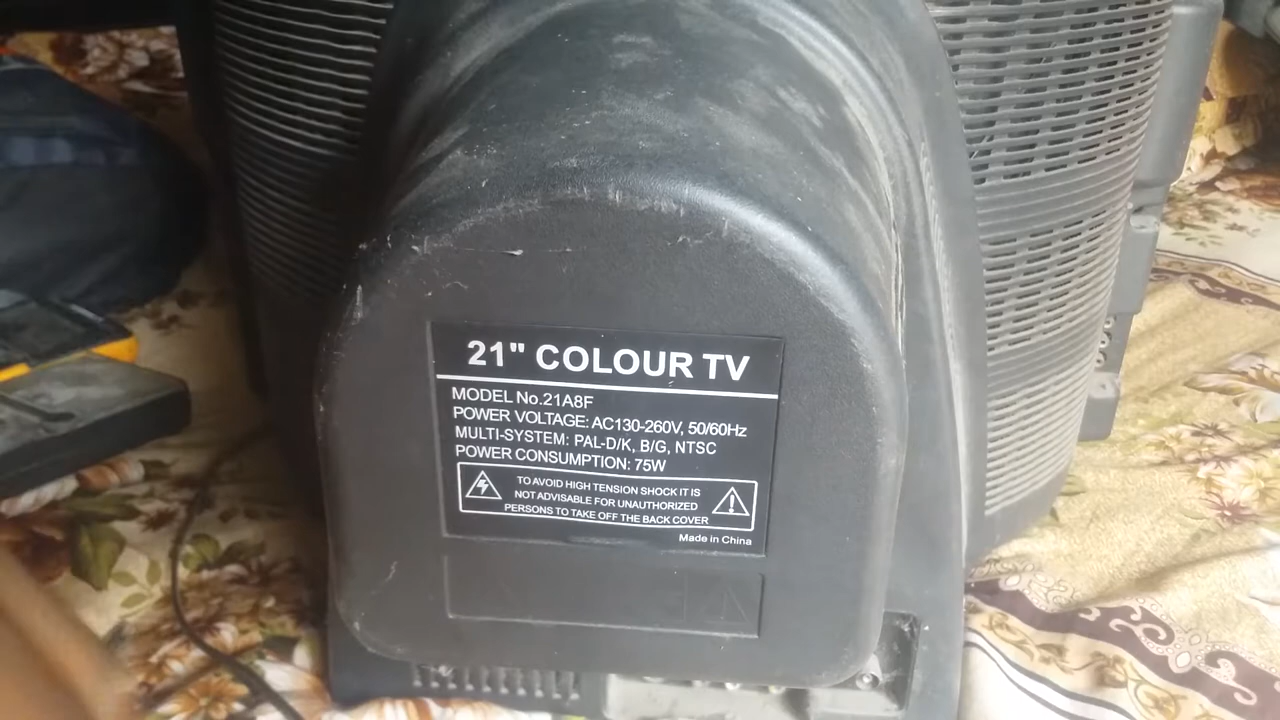 21" COLOUR TV
MODEL No.21A8F
POWER VOLTAGE: AC130-260V, 50/60Hz
MULTI-SYSTEM: PAL-D/K, B/G, NTSC
POWER CONSUMPTION: 75W
TO AVOID HIGH TENSION SHOCK IT IS
NOT ADVISABLE FOR UNAUTHORIZED
PERSONS TO TAKE OFF THE BACK COVER
Made in China